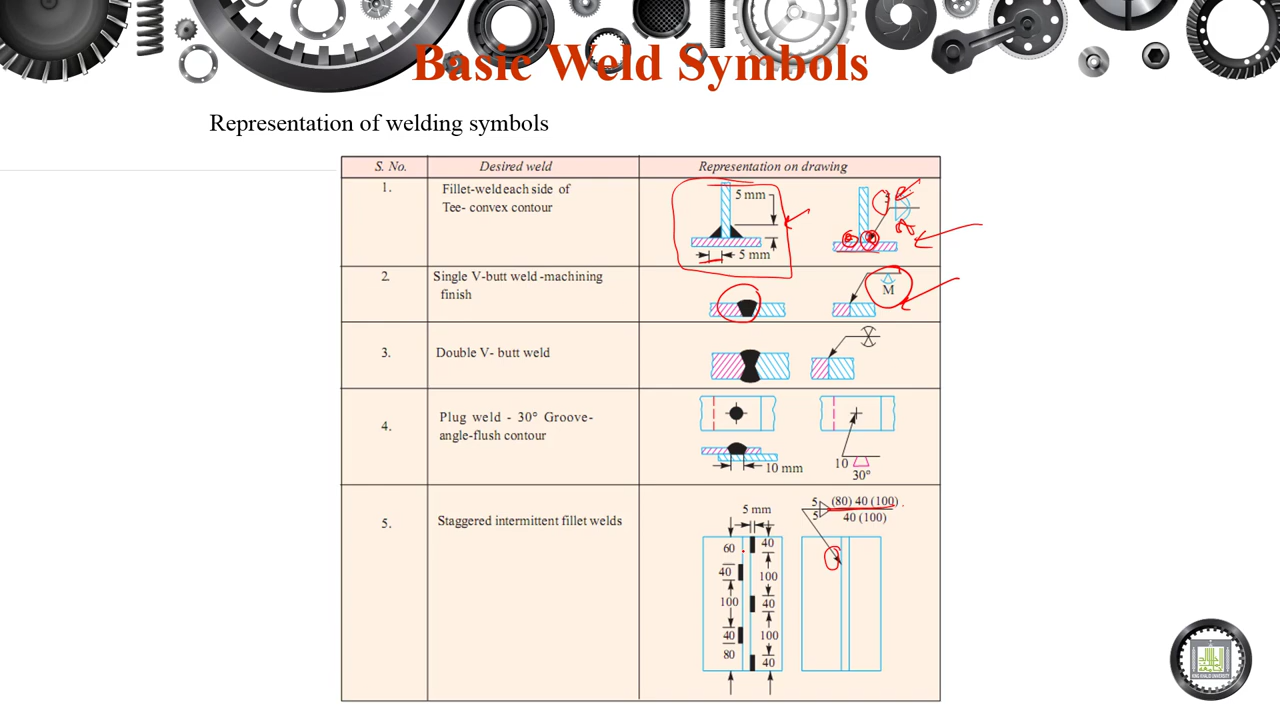 Basic Weld Symbols
Representation of welding symbols
S. No.
Desired weld
Representation on drawing
1.
Fillet-weld each side of
Tee- convex contour
5 mm
5 mm
2.
Single V-butt weld -machining
finish
M
3.
Double V- butt weld
4.
Plug weld - 30° Groove-
angle-flush contour
10 mm
10
30°
5.
Staggered intermittent fillet welds
5 mm
60
40
100
40
80
40
100
40
100
40
5
(80) 40 (100)
5
40 (100)
KING KHALID UNIVERSITY